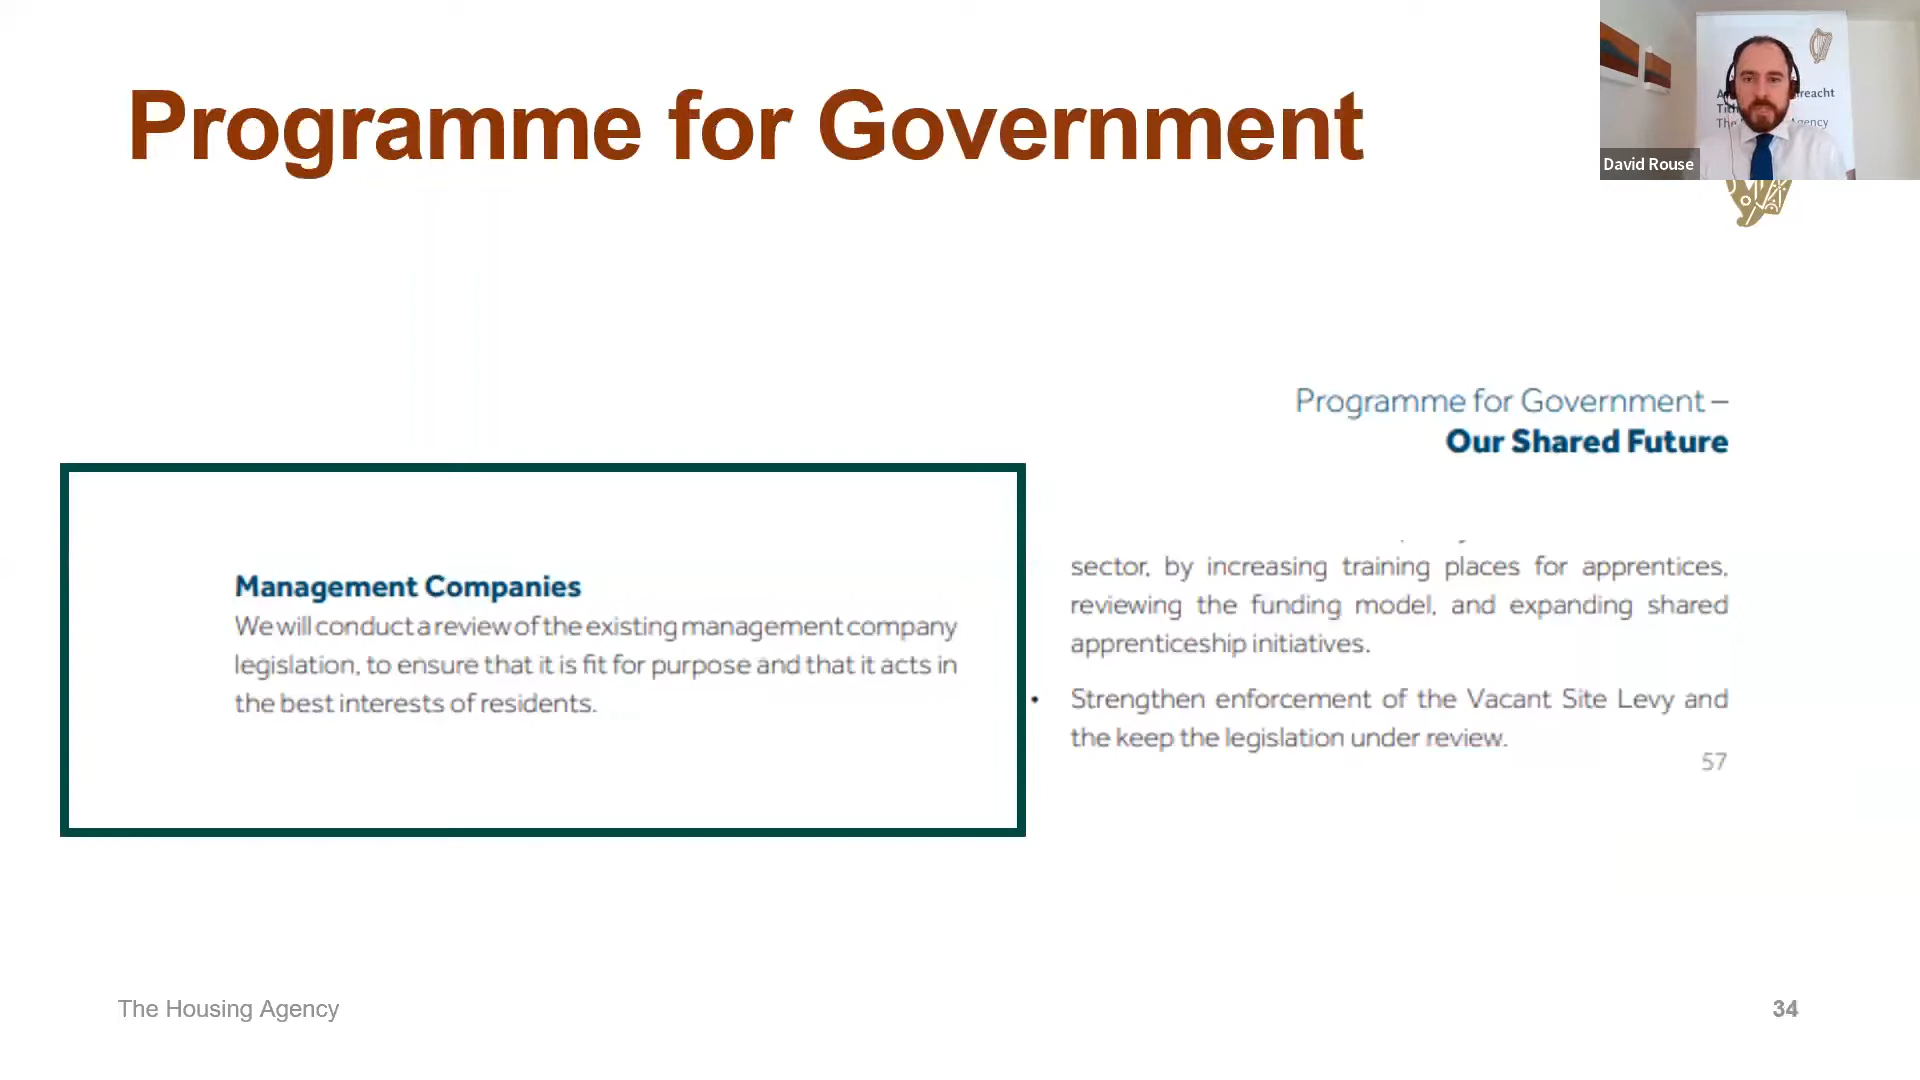 Programme for Government
David Rouse
Programme for Government –
Our Shared Future
Management Companies
We will conduct a review of the existing management company
legislation, to ensure that it is fit for purpose and that it acts in
the best interests of residents.
sector, by increasing training places for apprentices,
reviewing the funding model, and expanding shared
apprenticeship initiatives.
• Strengthen enforcement of the Vacant Site Levy and
the keep the legislation under review.
57
The Housing Agency
34